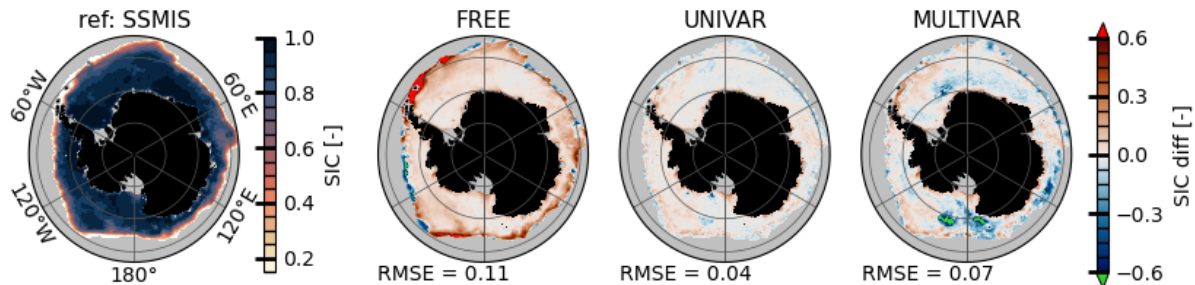 ref: SSMIS
FREE
UNIVAR
MULTIVAR
60°W
60°E
120°W
120°E
180°
1.0
0.8
0.6
0.4
0.2
SIC [-]
RMSE = 0.11
RMSE = 0.04
RMSE = 0.07
0.6
0.3
0.0
−0.3
−0.6
SIC diff [-]